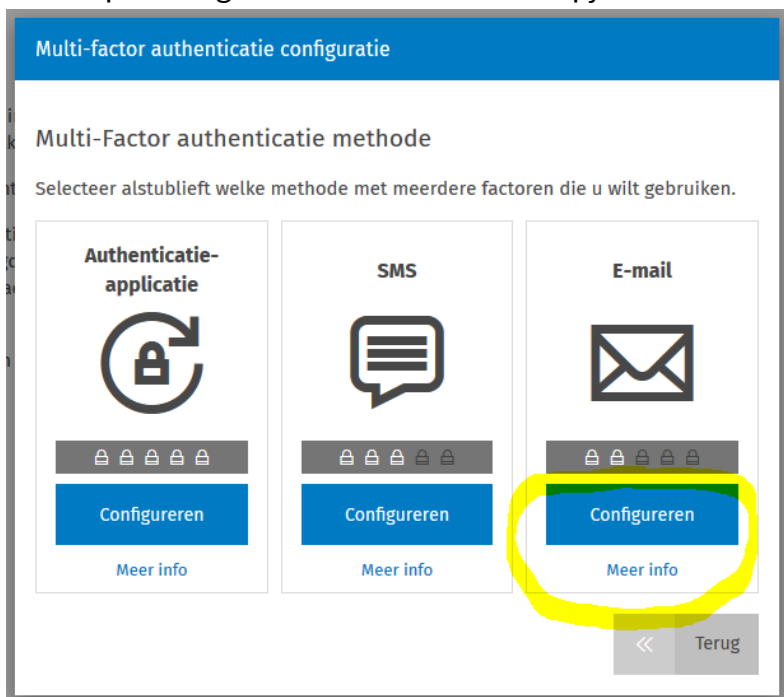 Multi-factor authenticatie configuratie
Multi-Factor authenticatie methode
Selecteer alstublieft welke methode met meerdere factoren die u wilt gebruiken.
Authenticatie-
applicatie
SMS
E-mail
Configureren
Configureren
Configureren
Meer info
Meer info
Meer info
Terug